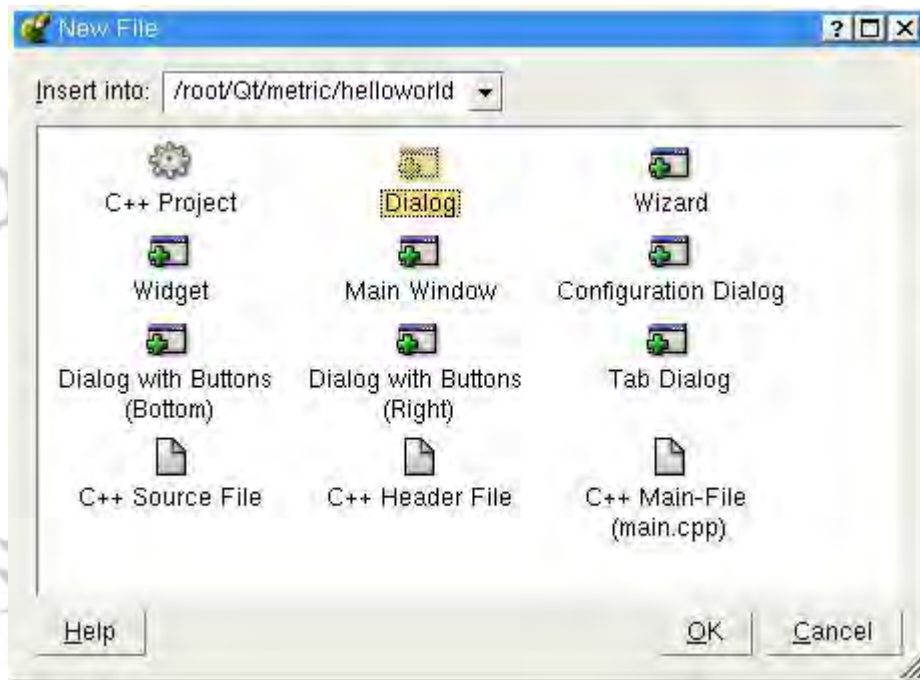 New File
Insert into: /root/Qt/metric/helloworld
C++ Project Dialog Wizard
Widget Main Window Configuration Dialog
Dialog with Buttons Dialog with Buttons Tab Dialog
(Bottom) (Right)
C++ Source File C++ Header File C++ Main-File
(main.cpp)
Help OK Cancel